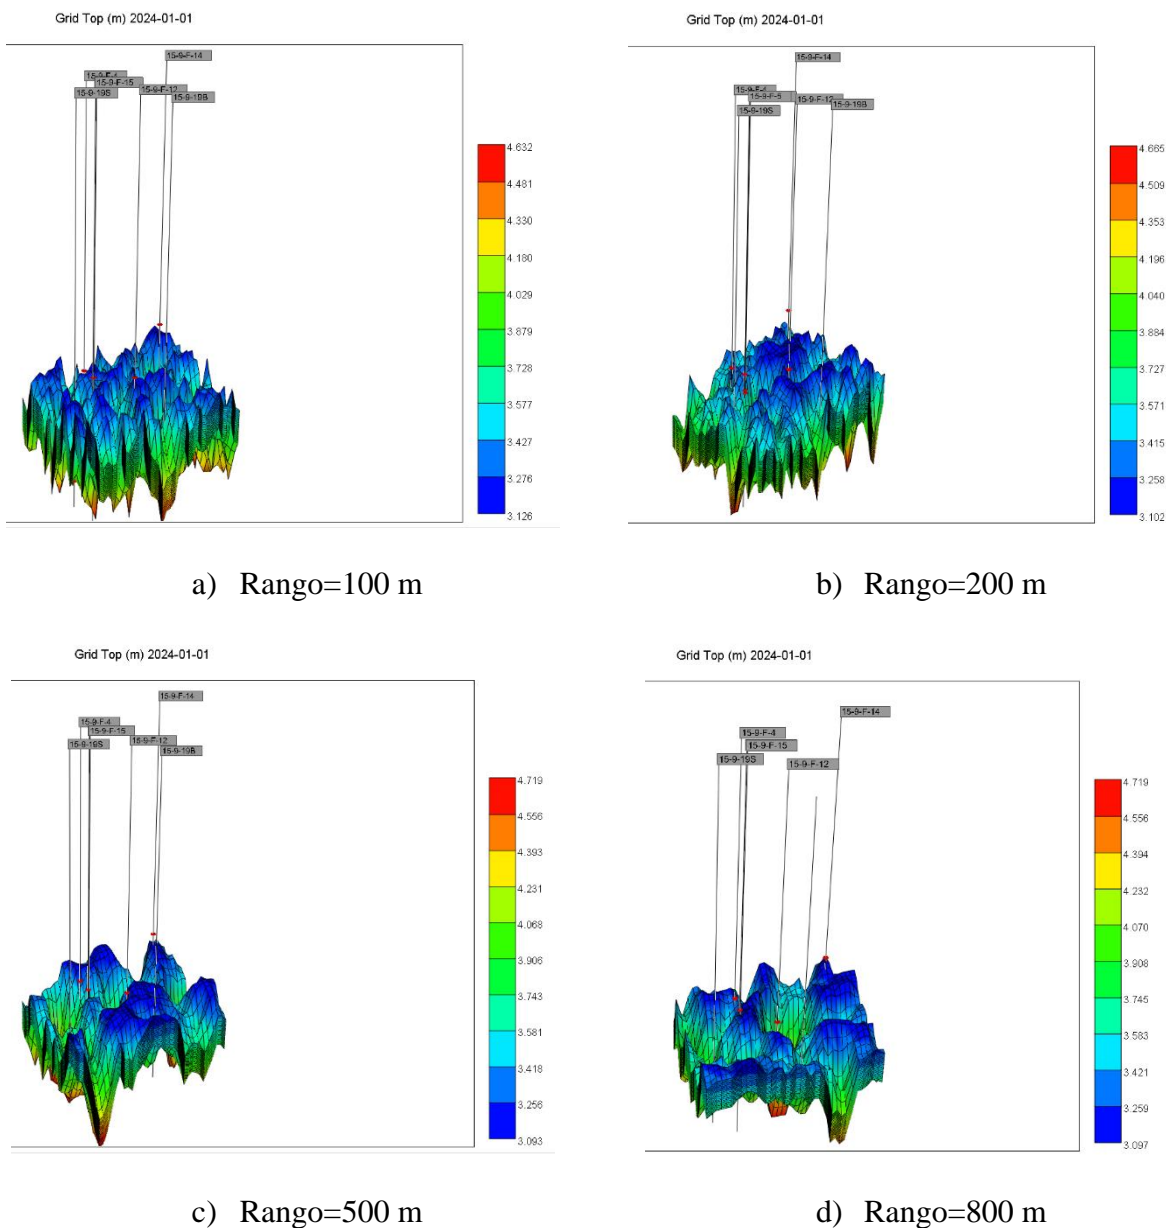 Grid Top (m) 2024-01-01
15-9-F-14
15-9-F-4
15-9-F-15
15-9-F-12
15-9-19S
15-9-19B
4.632
4.481
4.330
4.180
4.029
3.879
3.728
3.577
3.427
3.276
3.126
a) Rango=100 m
Grid Top (m) 2024-01-01
15-9-F-14
15-9-F-4
15-9-F-5
15-9-F-12
15-9-19S
15-9-19B
4.665
4.509
4.353
4.196
4.040
3.884
3.727
3.571
3.415
3.258
3.102
b) Rango=200 m
Grid Top (m) 2024-01-01
15-9-F-14
15-9-F-4
15-9-F-15
15-9-F-12
15-9-19S
15-9-19B
4.719
4.556
4.393
4.231
4.068
3.906
3.743
3.581
3.418
3.256
3.093
c) Rango=500 m
Grid Top (m) 2024-01-01
15-9-F-14
15-9-F-4
15-9-F-15
15-9-19S
15-9-F-12
4.719
4.556
4.394
4.232
4.070
3.908
3.745
3.583
3.421
3.259
3.097
d) Rango=800 m